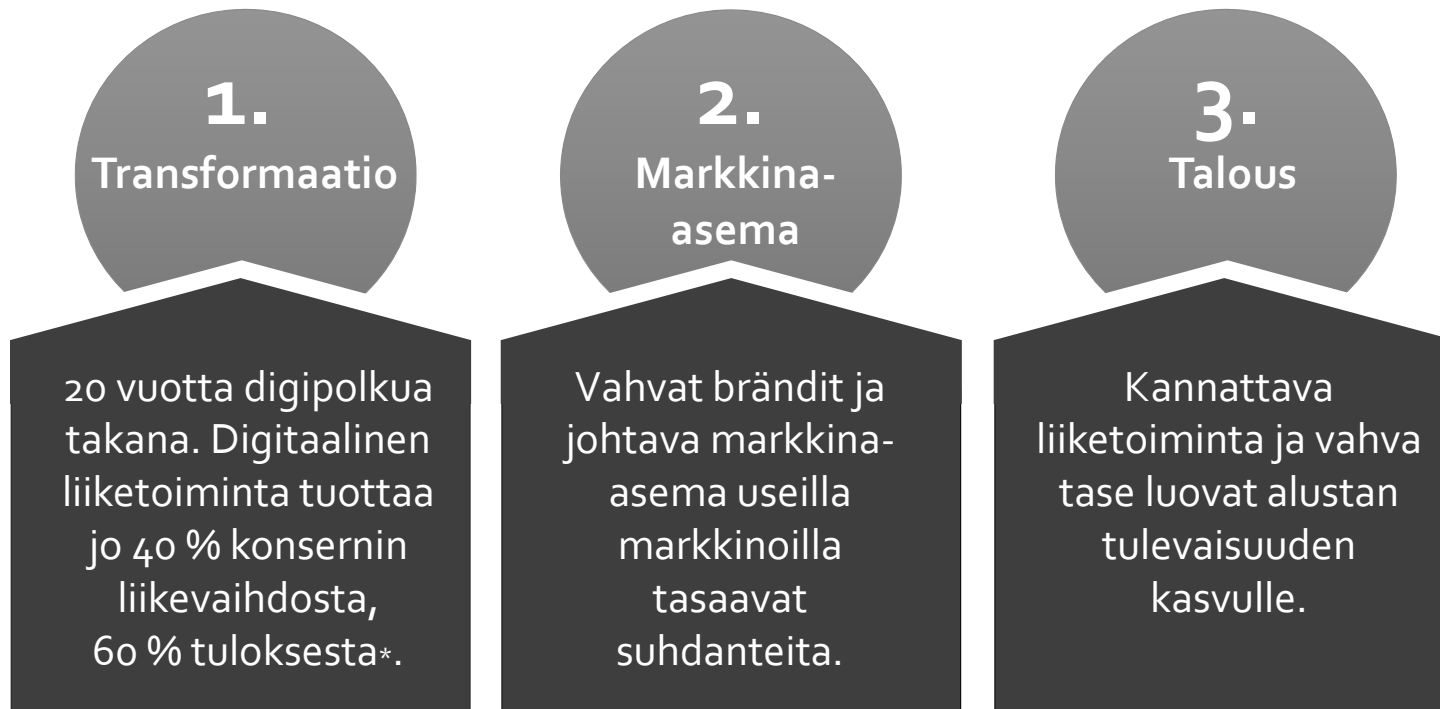 1.
Transformaatio
20 vuotta digipolkua
takana. Digitaalinen
liiketoiminta tuottaa
jo 40 % konsernin
liikevaihdosta,
60 % tuloksesta*.
2.
Markkina-
asema
Vahvat brändit ja
johtava markkina-
asema useilla
markkinoilla
tasaavat
suhdanteita.
3.
Talous
Kannattava
liiketoiminta ja vahva
tase luovat alustan
tulevaisuuden
kasvulle.